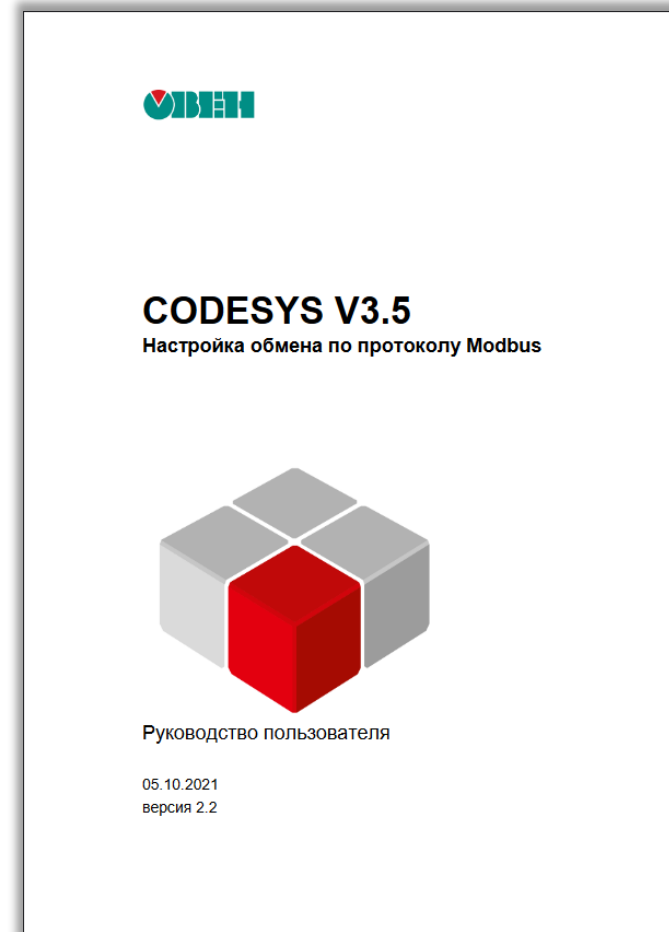 ОВЕН
CODESYS V3.5
Настройка обмена по протоколу Modbus
Руководство пользователя
05.10.2021
версия 2.2